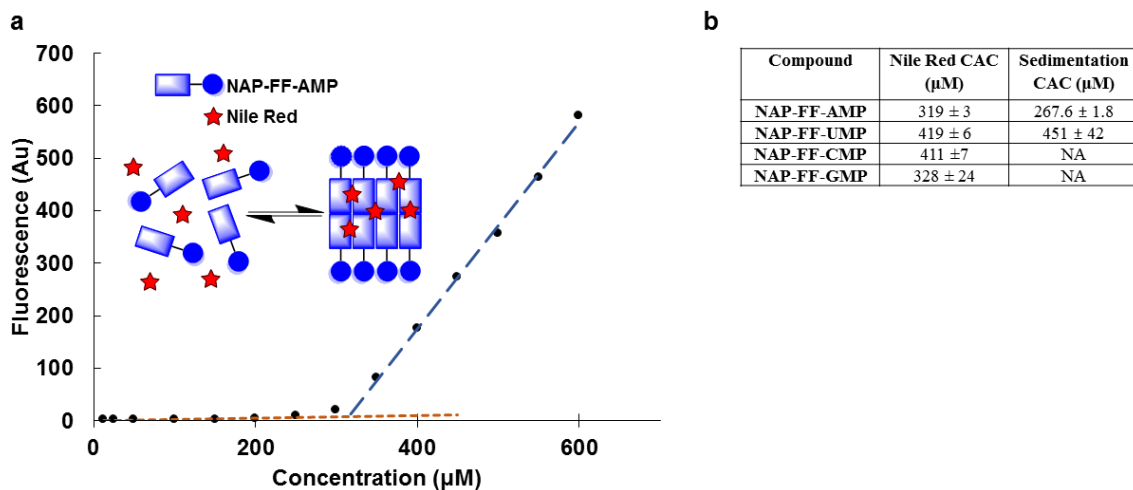 a
700
600
500
400
300
200
100
0
Fluorescence (Au)
0
200
400
600
Concentration (µM)
NAP-FF-AMP
Nile Red
b
Compound Nile Red CAC (µM) Sedimentation CAC (µM)
NAP-FF-AMP 319 ± 3 267.6 ± 1.8
NAP-FF-UMP 419 ± 6 451 ± 42
NAP-FF-CMP 411 ±7 NA
NAP-FF-GMP 328 ± 24 NA